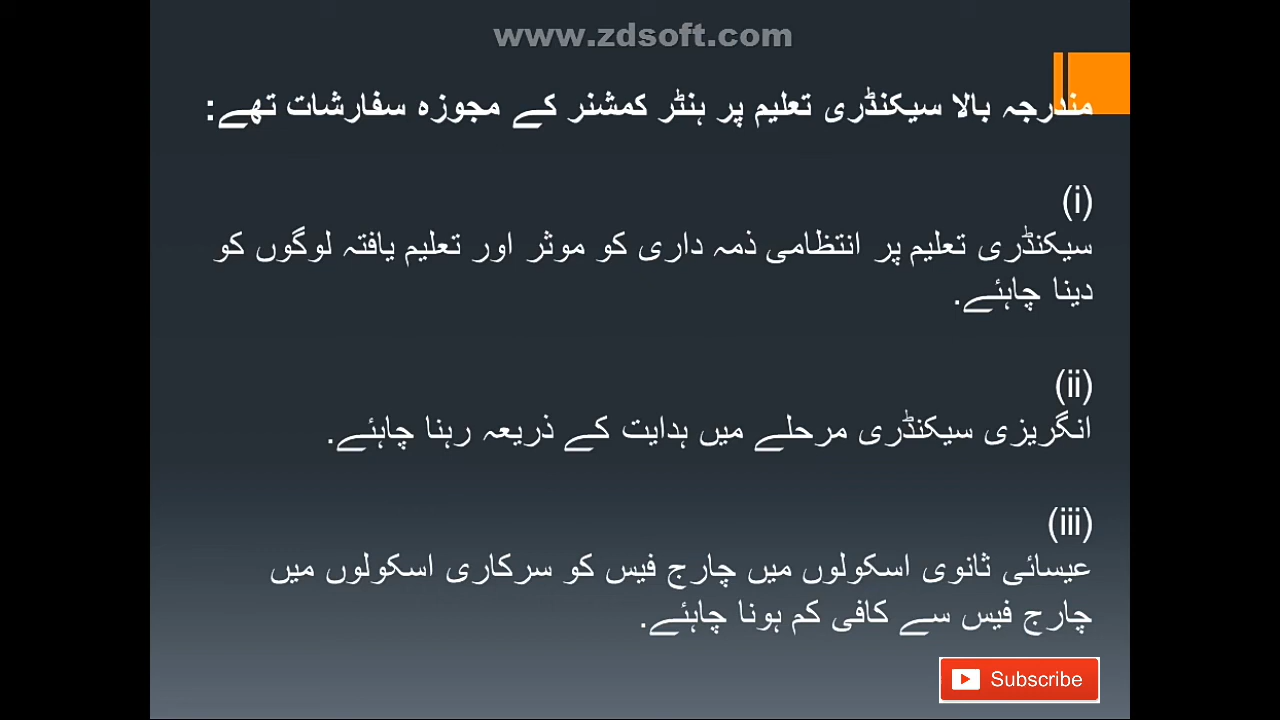 www.zdsoft.com
مندرجہ بالا سیکنڈری تعلیم پر ہنٹر کمشنر کے مجوزہ سفارشات تھے:
(i)
سیکنڈری تعلیم پر انتظامی ذمہ داری کو موثر اور تعلیم یافتہ لوگوں کو
دینا چاہئے.
(ii)
انگریزی سیکنڈری مرحلے میں ہدایت کے ذریعہ رہنا چاہئے.
(iii)
عیسائی ثانوی اسکولوں میں چارج فیس کو سرکاری اسکولوں میں
چارج فیس سے کافی کم ہونا چاہئے.
Subscribe